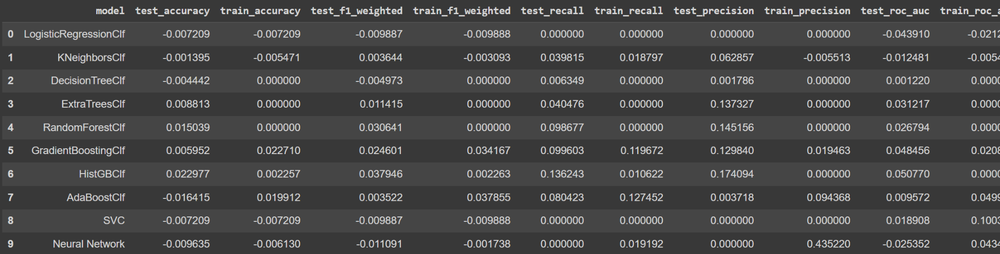 model test_accuracy train_accuracy test_f1_weighted train_f1_weighted test_recall train_recall test_precision train_precision test_roc_auc train_roc_a
0 LogisticRegressionClf -0.007209 -0.007209 -0.009887 -0.009888 0.000000 0.000000 0.000000 0.000000 -0.043910 -0.0212
1 KNeighborsClf -0.001395 -0.005471 0.003644 -0.003093 0.039815 0.018797 0.062857 -0.005513 -0.012481 -0.0054
2 DecisionTreeClf -0.004442 0.000000 -0.004973 0.000000 0.006349 0.000000 0.001786 0.000000 0.001220 0.000
3 ExtraTreesClf 0.008813 0.000000 0.011415 0.000000 0.040476 0.000000 0.137327 0.000000 0.031217 0.000
4 RandomForestClf 0.015039 0.000000 0.030641 0.000000 0.098677 0.000000 0.145156 0.000000 0.026794 0.000
5 GradientBoostingClf 0.005952 0.022710 0.024601 0.034167 0.099603 0.119672 0.129840 0.019463 0.048456 0.0208
6 HistGBClf 0.022977 0.002257 0.037946 0.002263 0.136243 0.010622 0.174094 0.000000 0.050770 0.000
7 AdaBoostClf -0.016415 0.019912 0.003522 0.037855 0.080423 0.127452 0.003718 0.094368 0.009572 0.0499
8 SVC -0.007209 -0.007209 -0.009887 -0.009888 0.000000 0.000000 0.000000 0.000000 0.018908 0.1003
9 Neural Network -0.009635 -0.006130 -0.011091 -0.001738 0.000000 0.019192 0.000000 0.435220 -0.025352 0.0434